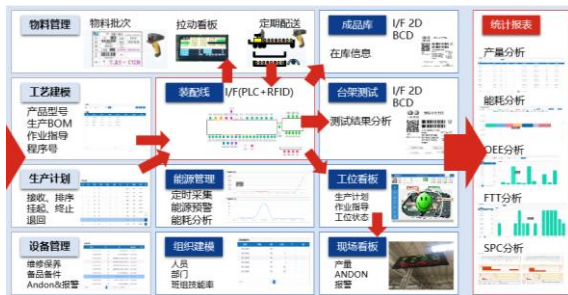 物料管理
物料批次
拉动看板
定期配送
成品库
I/F 2D
BCD
在库信息
统计报表
产量分析
能耗分析
OEE分析
FTT分析
SPC分析
工艺建模
产品型号
生产BOM
作业指导
程序号
装配线
I/F(PLC+RFID)
台架测试
I/F 2D
BCD
测试结果分析
生产计划
接收、排序
挂起、终止
退回
能源管理
定时采集
能源预警
能耗分析
工位看板
生产计划
作业指导
工位状态
设备管理
维修保养
备品备件
Andon&报警
组织建模
人员
部门
班组技能率
现场看板
产量
ANDON
报警